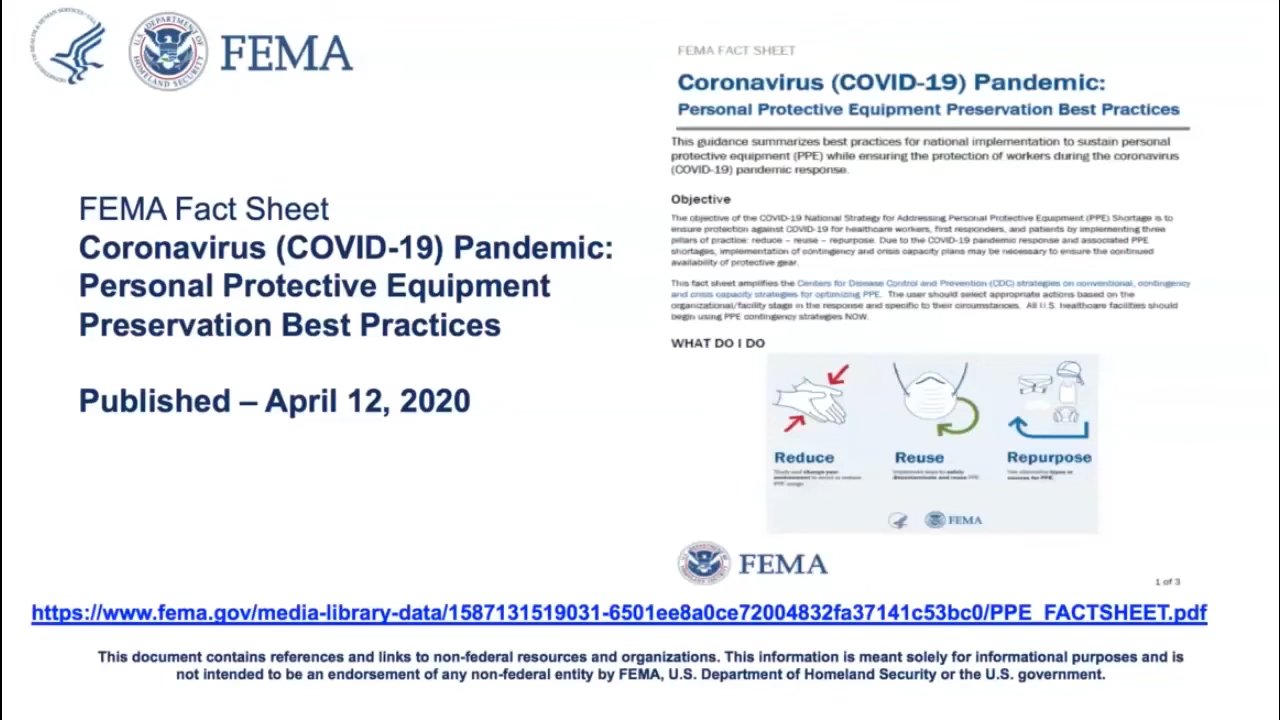 FEMA
FEMA Fact Sheet
Coronavirus (COVID-19) Pandemic:
Personal Protective Equipment
Preservation Best Practices
Published – April 12, 2020
FEMA FACT SHEET
Coronavirus (COVID-19) Pandemic:
Personal Protective Equipment Preservation Best Practices
This guidance summarizes best practices for national implementation to sustain personal
protective equipment (PPE) while ensuring the protection of workers during the coronavirus
(COVID-19) pandemic response.
Objective
The objective of the COVID-19 National Strategy for Addressing Personal Protective Equipment (PPE) Shortage is to
ensure protection against COVID-19 for healthcare workers, first responders, and patients by implementing three
pillars of practice: reduce – reuse – repurpose. Due to the COVID-19 pandemic response and associated PPE
shortages, implementation of contingency and crisis capacity plans may be necessary to ensure the continued
availability of protective gear.
This fact sheet amplifies the Centers for Disease Control and Prevention (CDC) strategies on conventional, contingency
and crisis capacity strategies for optimizing PPE. The user should select appropriate actions based on the
organizational/facility stage in the response and specific to their circumstances. All U.S. healthcare facilities should
begin using PPE contingency strategies NOW.
WHAT DO I DO
Reduce
Reuse
Repurpose
FEMA
FEMA
1 of 3
https://www.fema.gov/media-library-data/1587131519031-6501ee8a0ce72004832fa37141c53bc0/PPE_FACTSHEET.pdf
This document contains references and links to non-federal resources and organizations. This information is meant solely for informational purposes and is
not intended to be an endorsement of any non-federal entity by FEMA, U.S. Department of Homeland Security or the U.S. government.